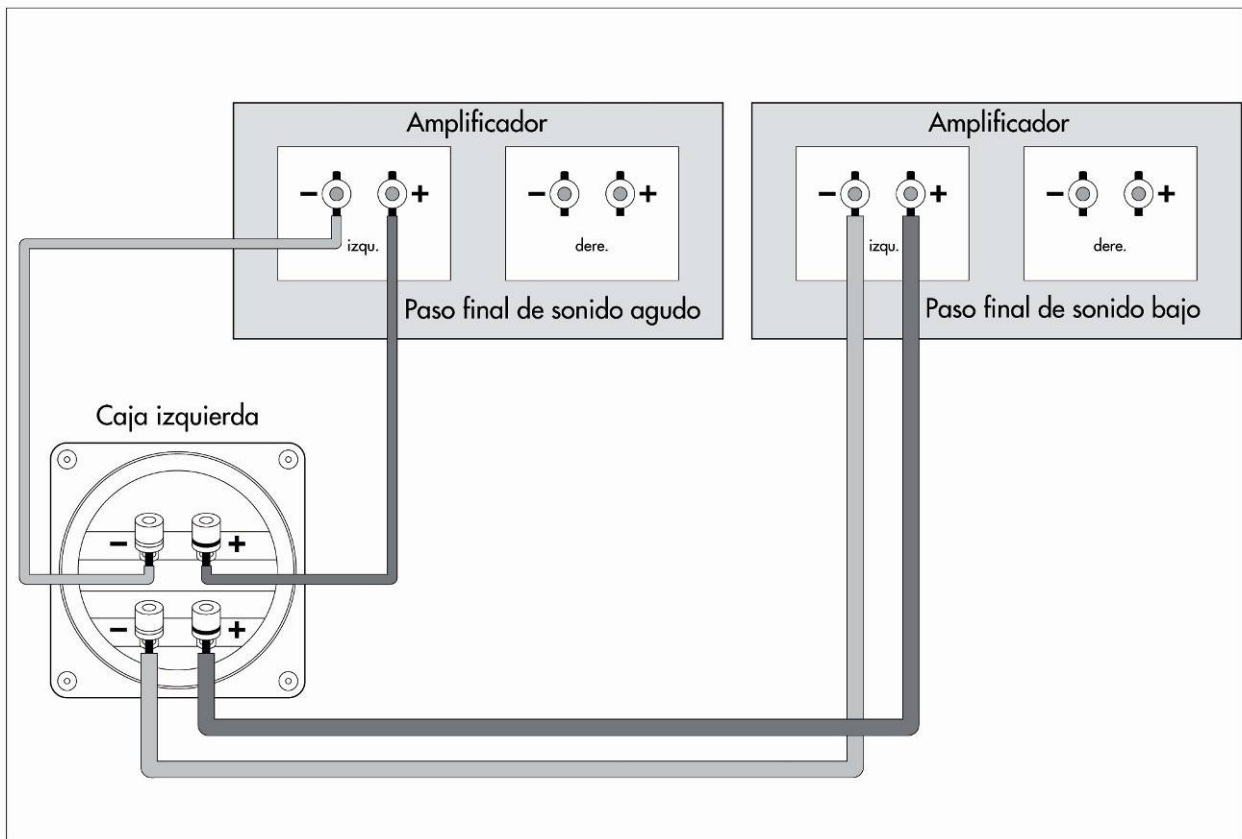 Amplificador
− +
izqu.
− +
dere.
Paso final de sonido agudo
Amplificador
− +
izqu.
− +
dere.
Paso final de sonido bajo
Caja izquierda
− +
− +